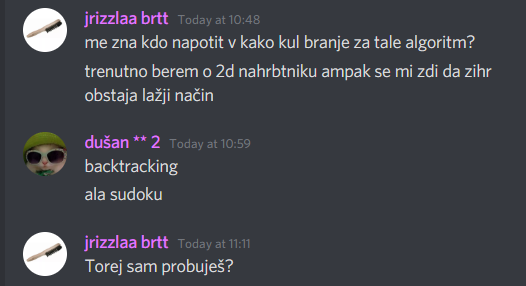 jrizzlaa brtt Today at 10:48
me zna kdo napotit v kako kul branje za tale algoritm?
trenutno berem o 2d nahrbtniku ampak se mi zdi da zihr
obstaja lažji način
dušan ** 2 Today at 10:59
backtracking
ala sudoku
jrizzlaa brtt Today at 11:11
Torej sam probuješ?